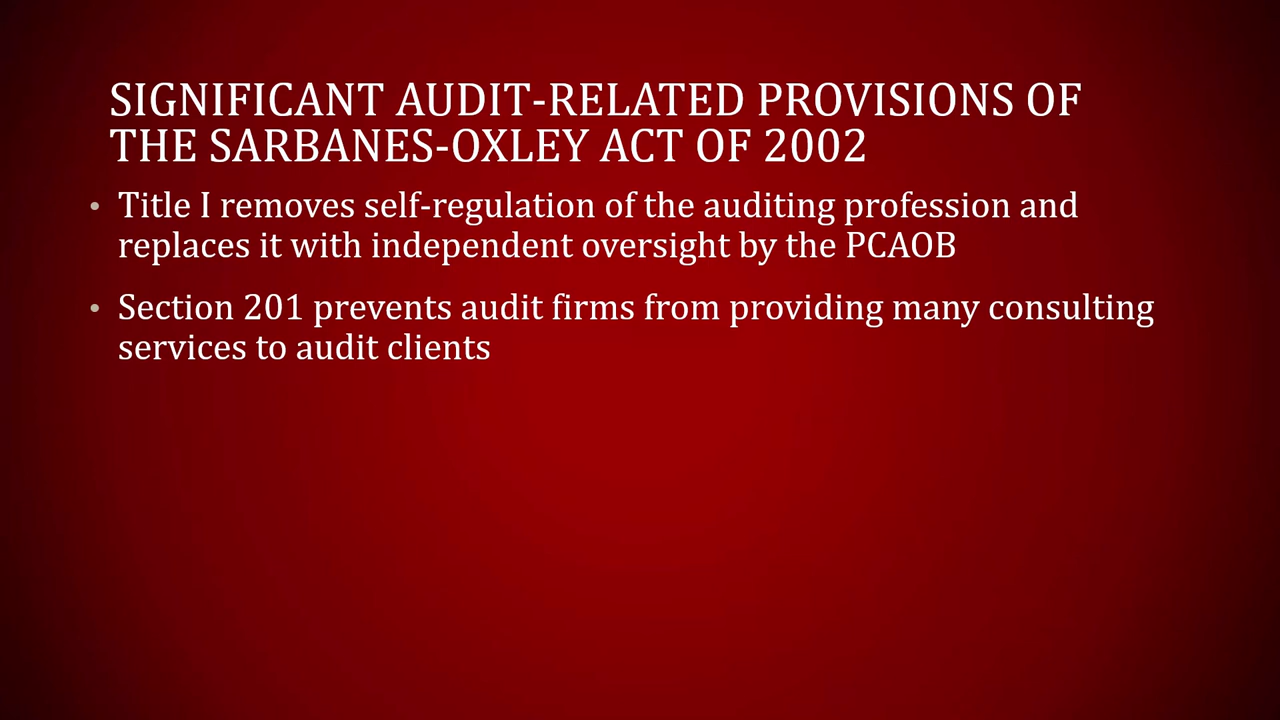 SIGNIFICANT AUDIT-RELATED PROVISIONS OF
THE SARBANES-OXLEY ACT OF 2002
• Title I removes self-regulation of the auditing profession and
replaces it with independent oversight by the PCAOB
• Section 201 prevents audit firms from providing many consulting
services to audit clients